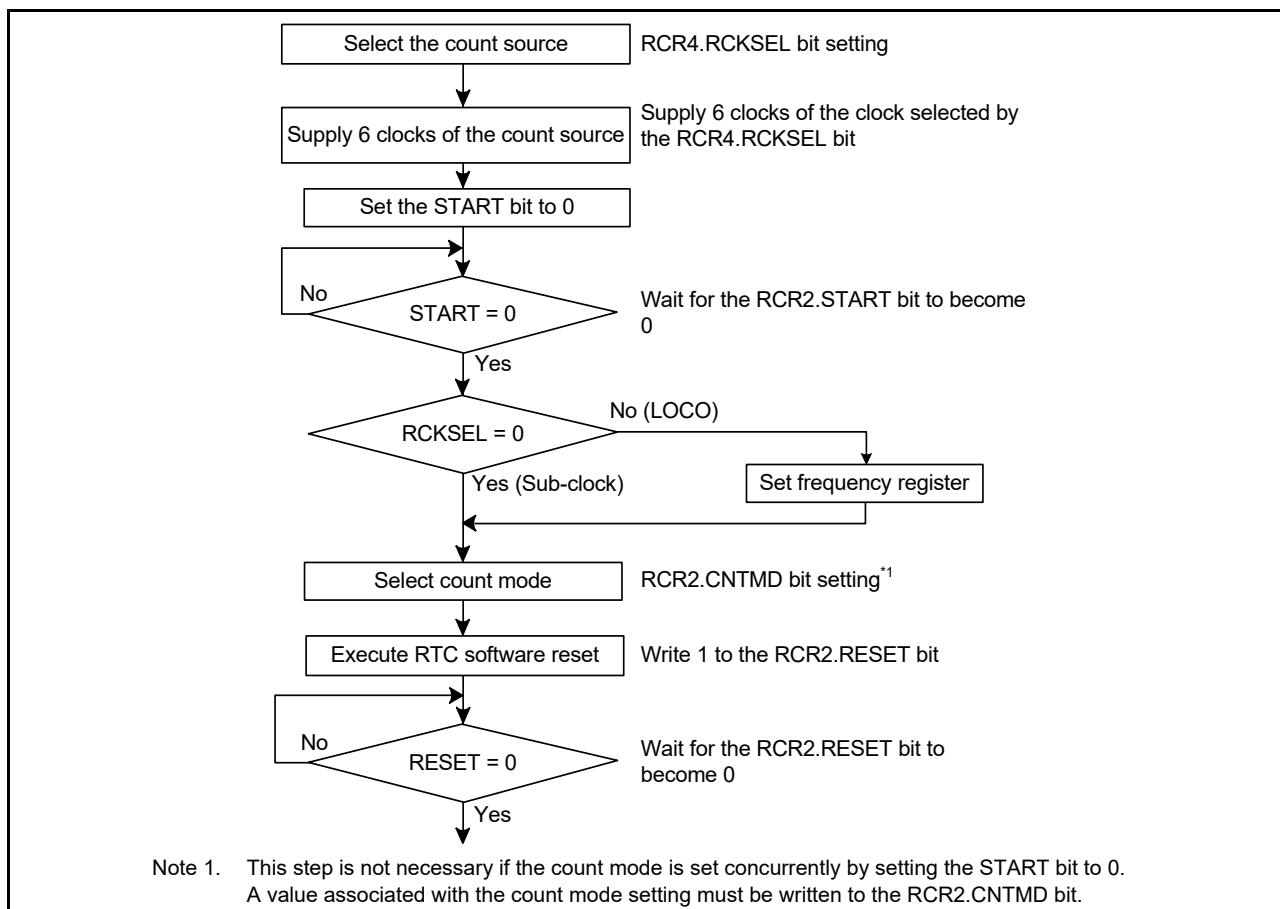 Select the count source
RCR4.RCKSEL bit setting
Supply 6 clocks of the count source
Supply 6 clocks of the clock selected by
the RCR4.RCKSEL bit
Set the START bit to 0
No
START = 0
Wait for the RCR2.START bit to become
0
Yes
No (LOCO)
RCKSEL = 0
Yes (Sub-clock)
Set frequency register
Select count mode
RCR2.CNTMD bit setting*1
Execute RTC software reset
Write 1 to the RCR2.RESET bit
No
RESET = 0
Wait for the RCR2.RESET bit to
become 0
Yes
Note 1. This step is not necessary if the count mode is set concurrently by setting the START bit to 0.
A value associated with the count mode setting must be written to the RCR2.CNTMD bit.